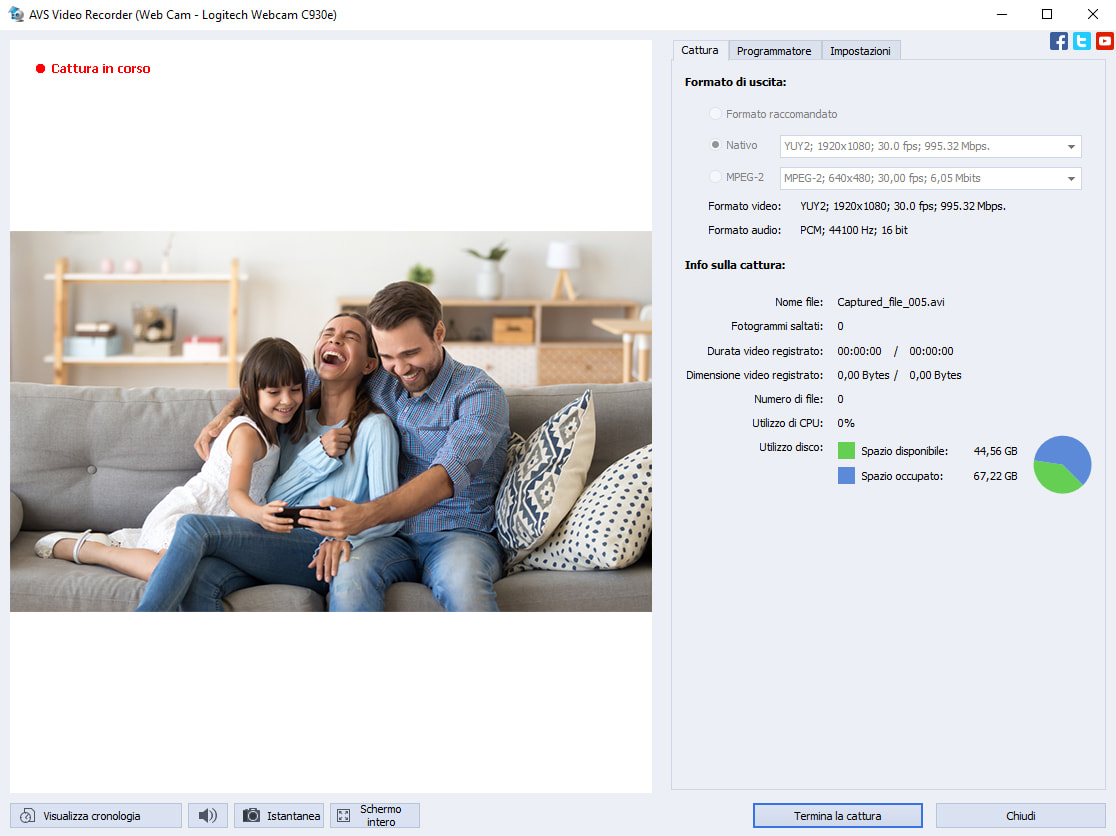 AVS Video Recorder (Web Cam - Logitech Webcam C930e)
Cattura in corso
Cattura
Programmatore
Impostazioni
Formato di uscita:
Formato raccomandato
Nativo
YUY2; 1920x1080; 30.0 fps; 995.32 Mbps.
MPEG-2
MPEG-2; 640x480; 30,00 fps; 6,05 Mbits
Formato video: YUY2; 1920x1080; 30.0 fps; 995.32 Mbps.
Formato audio: PCM; 44100 Hz; 16 bit
Info sulla cattura:
Nome file: Captured_file_005.avi
Fotogrammi saltati: 0
Durata video registrato: 00:00:00 / 00:00:00
Dimensione video registrato: 0,00 Bytes / 0,00 Bytes
Numero di file: 0
Utilizzo di CPU: 0%
Utilizzo disco:
Spazio disponibile: 44,56 GB
Spazio occupato: 67,22 GB
Visualizza cronologia
Istantanea
Schermo
intero
Termina la cattura
Chiudi